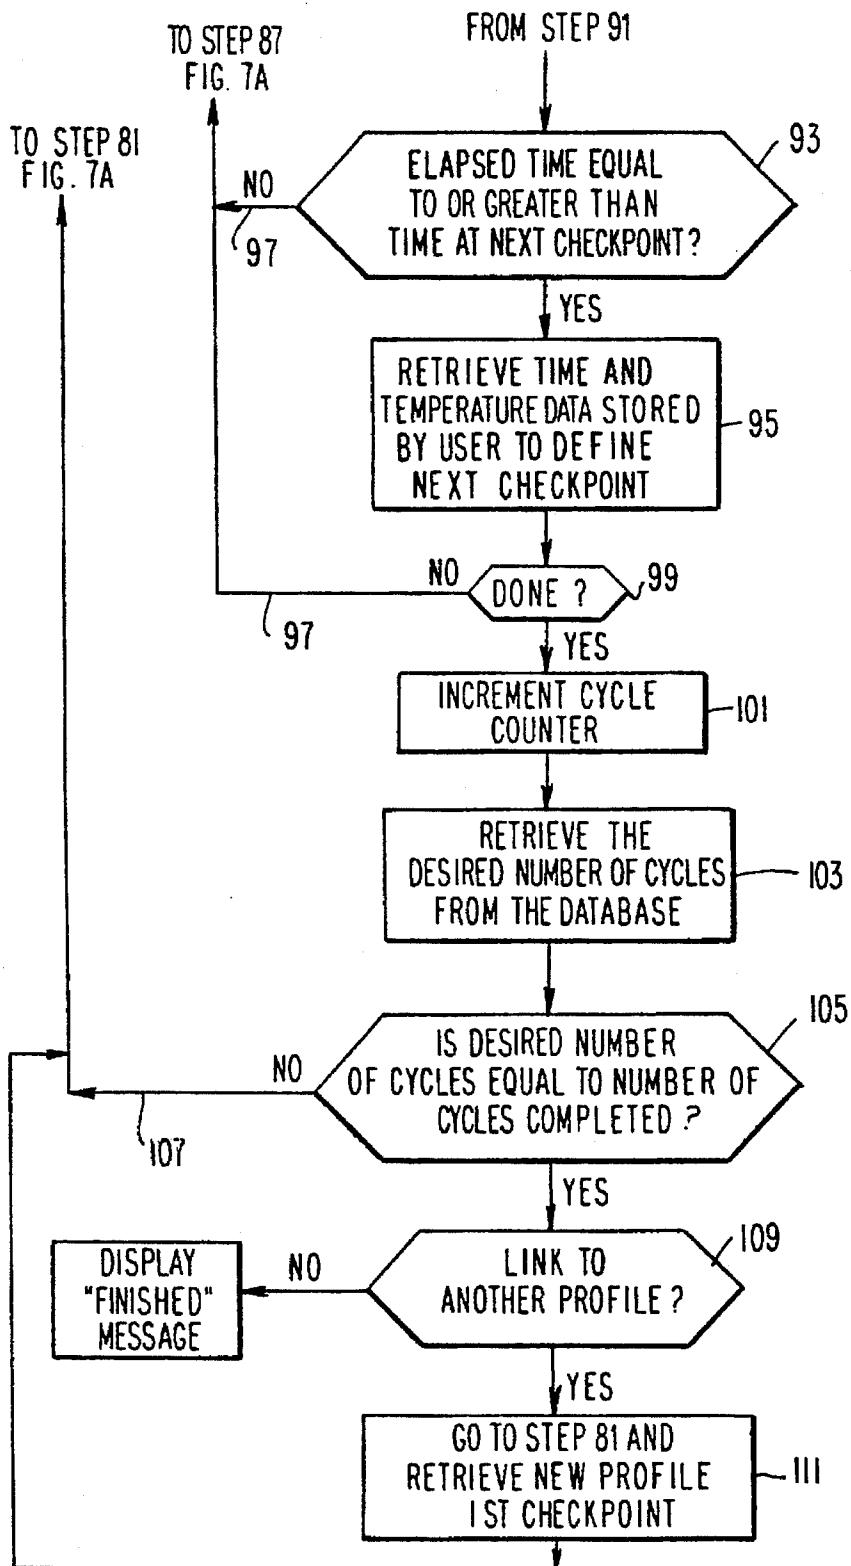 TO STEP 87
FIG. 7A
FROM STEP 91
TO STEP 81
FIG. 7A
93
ELAPSED TIME EQUAL
TO OR GREATER THAN
TIME AT NEXT CHECKPOINT?
NO
97
YES
RETRIEVE TIME AND
TEMPERATURE DATA STORED
BY USER TO DEFINE
NEXT CHECKPOINT
95
NO
97
DONE ?
99
YES
INCREMENT CYCLE
COUNTER
101
RETRIEVE THE
DESIRED NUMBER OF CYCLES
FROM THE DATABASE
103
105
IS DESIRED NUMBER
OF CYCLES EQUAL TO NUMBER OF
CYCLES COMPLETED ?
NO
107
YES
109
LINK TO
ANOTHER PROFILE ?
NO
DISPLAY
"FINISHED"
MESSAGE
YES
GO TO STEP 81 AND
RETRIEVE NEW PROFILE
1ST CHECKPOINT
111